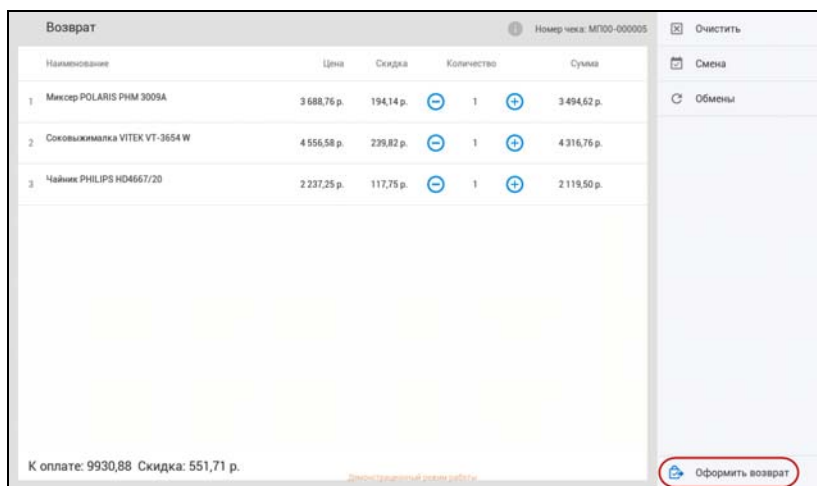 Возврат
Номер чека: МП00-000005
Очистить
Наименование Цена Скидка Количество Сумма
Смена
1 Миксер POLARIS PHM 3009A 3 688,76 р. 194,14 р. 1 3 494,62 р.
Обмены
2 Соковыжималка VITEK VT-3654 W 4 556,58 р. 239,82 р. 1 4 316,76 р.
3 Чайник PHILIPS HD4667/20 2 237,25 р. 117,75 р. 1 2 119,50 р.
К оплате: 9930,88 Скидка: 551,71 р.
Демонстрационный режим работы
Оформить возврат